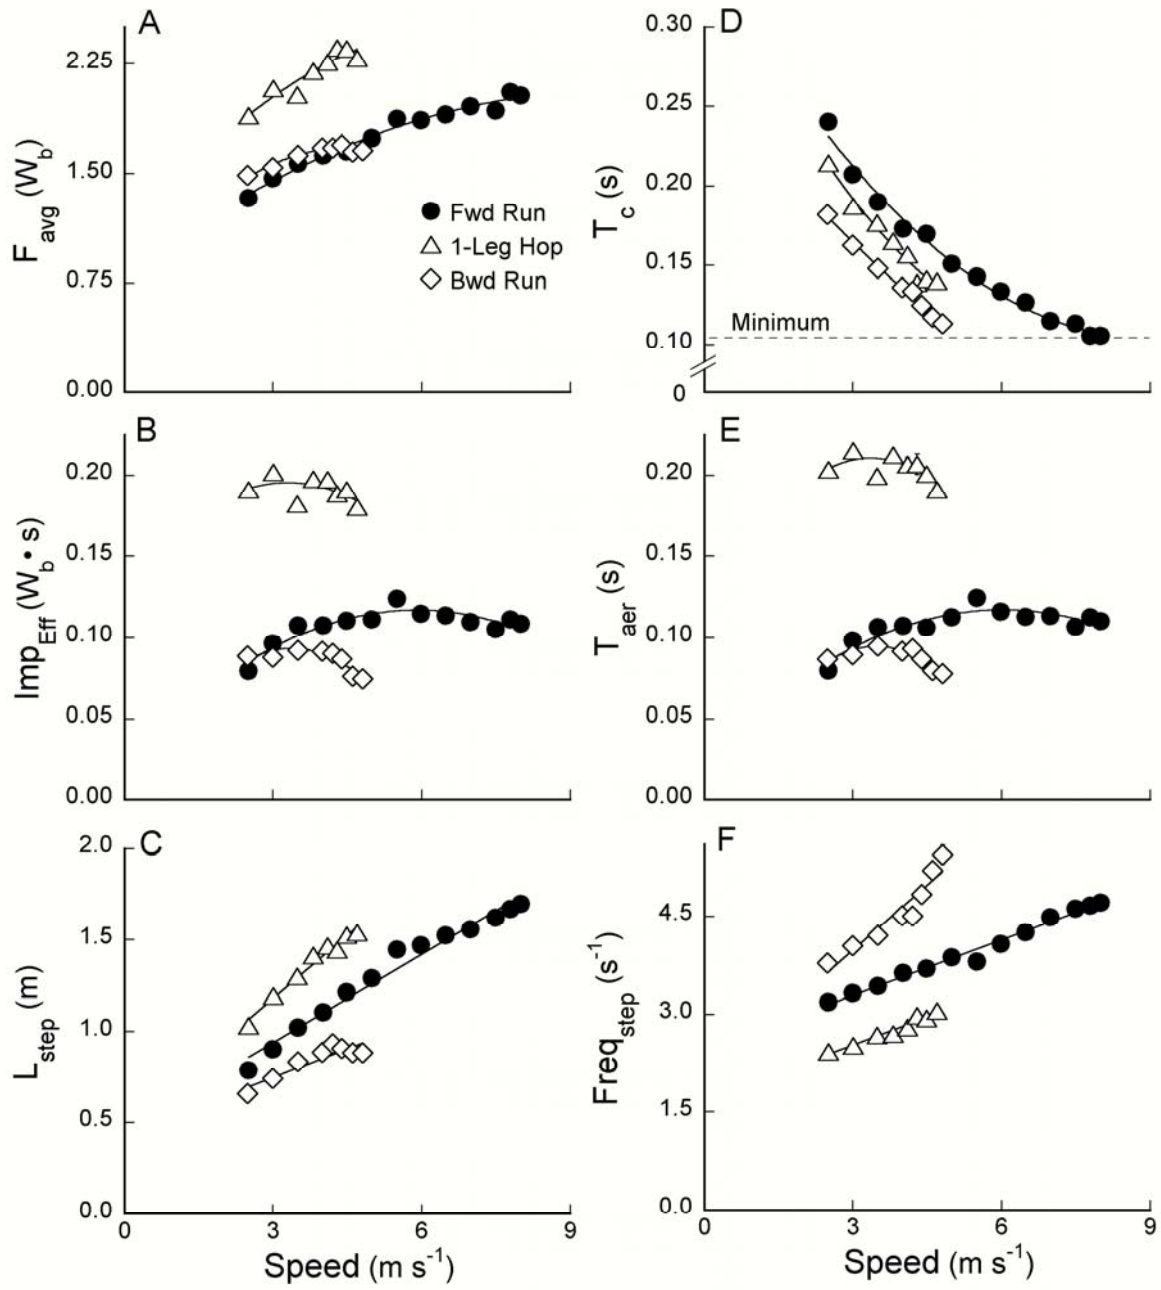 A
2.25
1.50
0.75
0.00
F_avg (W_b)
Fwd Run
1-Leg Hop
Bwd Run
D
0.30
0.25
0.20
0.15
0.10
0
T_c (s)
Minimum
B
0.20
0.15
0.10
0.05
0.00
Imp_Eff (W_b • s)
E
0.20
0.15
0.10
0.05
0.00
T_aer (s)
C
2.0
1.5
1.0
0.5
0.0
L_step (m)
0 3 6 9
Speed (m s⁻¹)
F
4.5
3.0
1.5
0.0
Freq_step (s⁻¹)
0 3 6 9
Speed (m s⁻¹)